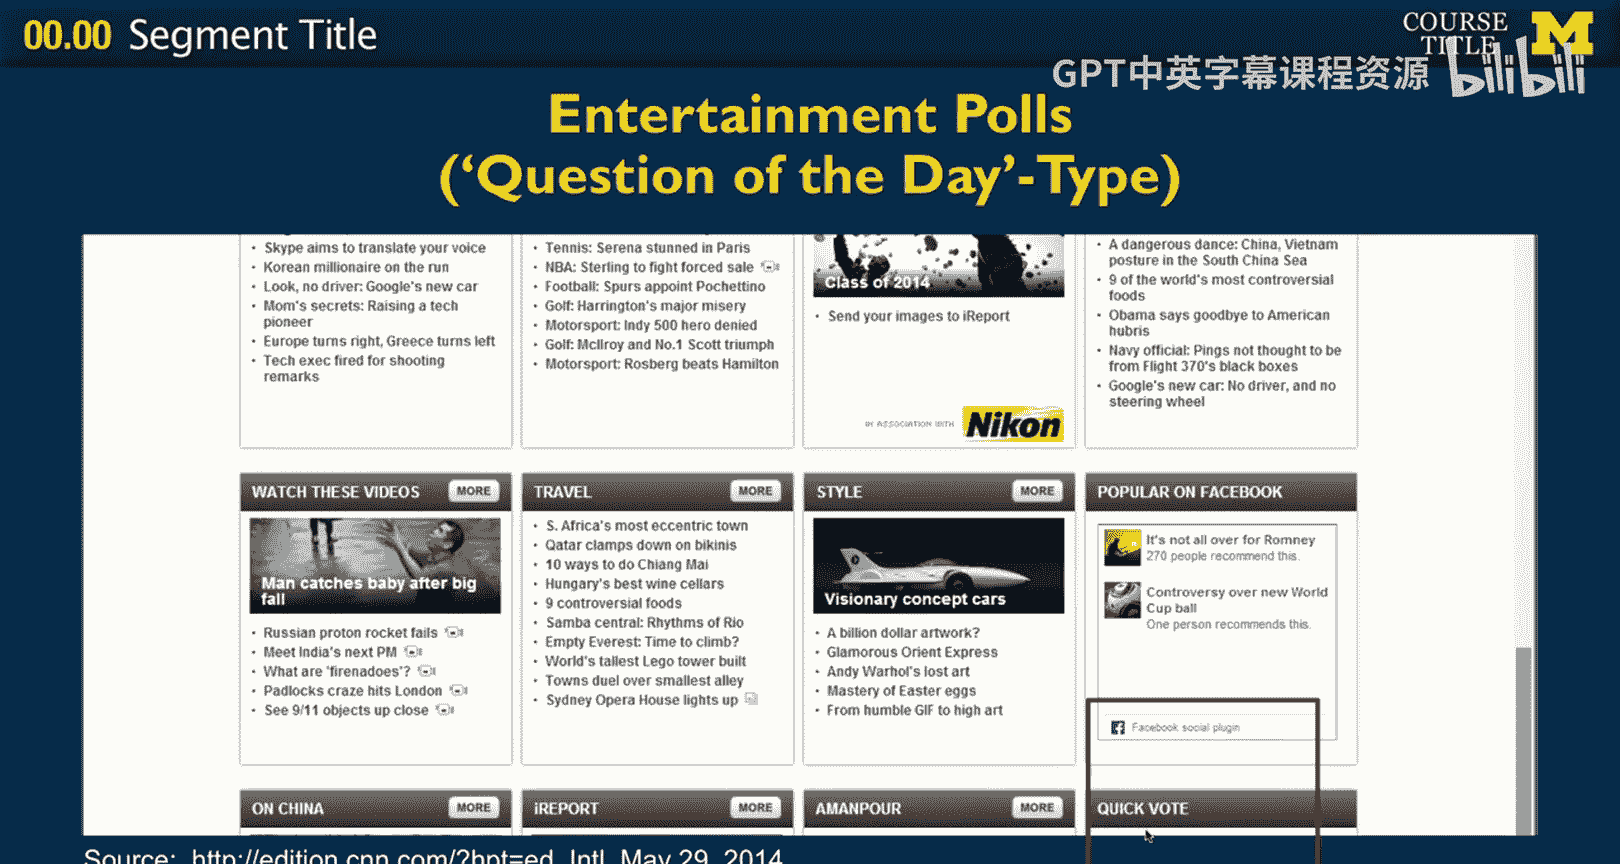 00.00 Segment Title
COURSE
TITLE
M
GPT中英字幕课程资源
bilibili
Entertainment Polls
(‘Question of the Day’-Type)
Skype aims to translate your voice
Korean millionaire on the run
Look, no driver: Google's new car
Mom's secrets: Raising a tech
pioneer
Europe turns right, Greece turns left
Tech exec fired for shooting
remarks
Tennis: Serena stunned in Paris
NBA: Sterling to fight forced sale
Football: Spurs appoint Pochettino
Golf: Harrington's major misery
Motorsport: Indy 500 hero denied
Golf: McIlroy and No.1 Scott triumph
Motorsport: Rosberg beats Hamilton
Class of 2014
Send your images to iReport
IN ASSOCIATION WITH
Nikon
A dangerous dance: China, Vietnam
posture in the South China Sea
9 of the world's most controversial
foods
Obama says goodbye to American
hubris
Navy official: Pings not thought to be
from Flight 370's black boxes
Google's new car: No driver, and no
steering wheel
WATCH THESE VIDEOS MORE
Man catches baby after big
fall
Russian proton rocket fails
Meet India's next PM
What are 'firenadoes'?
Padlocks craze hits London
See 9/11 objects up close
TRAVEL MORE
S. Africa's most eccentric town
Qatar clamps down on bikinis
10 ways to do Chiang Mai
Hungary's best wine cellars
9 controversial foods
Samba central: Rhythms of Rio
Empty Everest: Time to climb?
World's tallest Lego tower built
Towns duel over smallest alley
Sydney Opera House lights up
STYLE MORE
Visionary concept cars
A billion dollar artwork?
Glamorous Orient Express
Andy Warhol's lost art
Mastery of Easter eggs
From humble GIF to high art
POPULAR ON FACEBOOK
It's not all over for Romney
270 people recommend this.
Controversy over new World
Cup ball
One person recommends this.
Facebook social plugin
ON CHINA MORE
iREPORT MORE
AMANPOUR MORE
QUICK VOTE
Source: http://edition.cnn.com/?hpt=ed_Intl, May 29, 2014